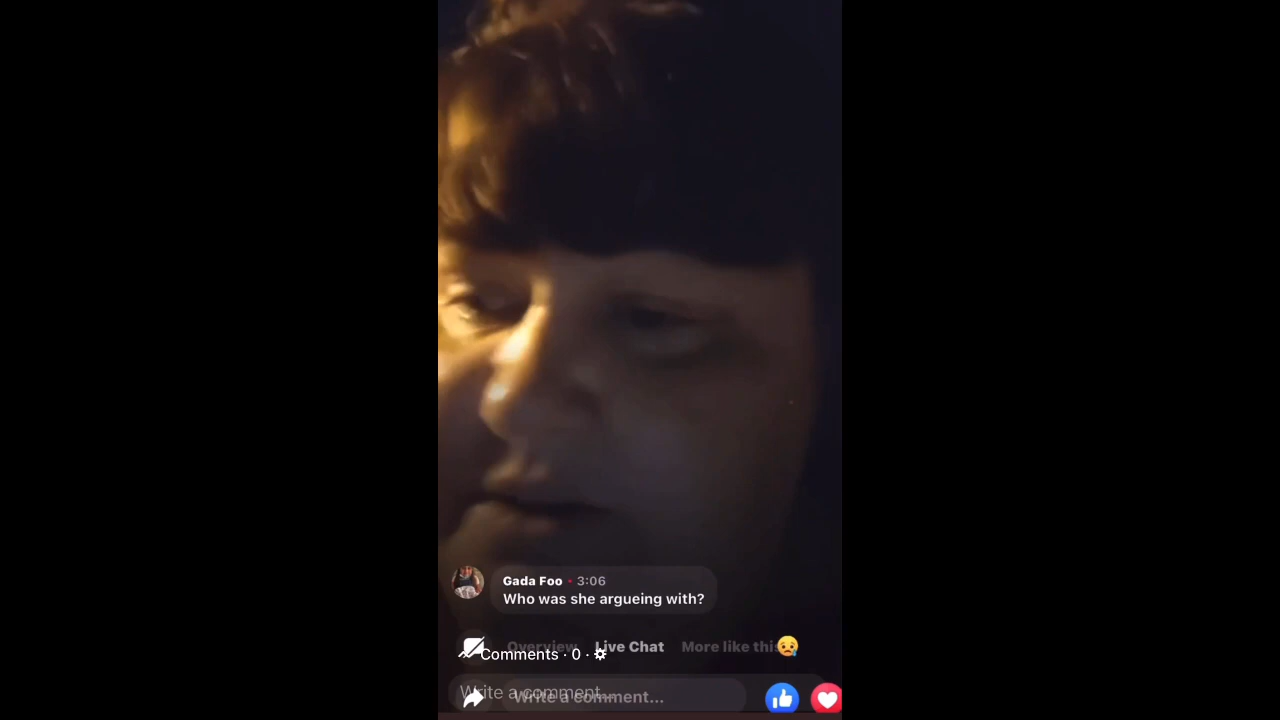 Gada Foo • 3:06
Who was she argueing with?
Overview Live Chat More like this
Comments · 0 ·
Write a comment...
Write a comment...